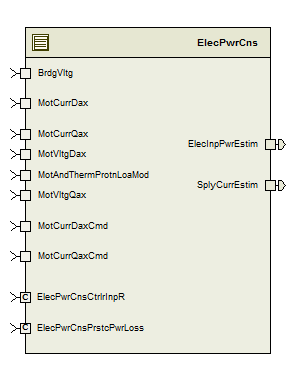 ElecPwrCns
BrdgVltg
MotCurrDax
MotCurrQax
ElecInpPwrEstim
MotVltgDax
MotAndThermProtnLoaMod
SplyCurrEstim
MotVltgQax
MotCurrDaxCmd
MotCurrQaxCmd
C ElecPwrCnsCtrlrInpR
C ElecPwrCnsPrstcPwrLoss